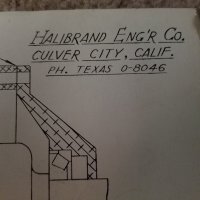 HALIBRAND ENG'R CO.
CULVER CITY, CALIF.
PH. TEXAS 0-8046